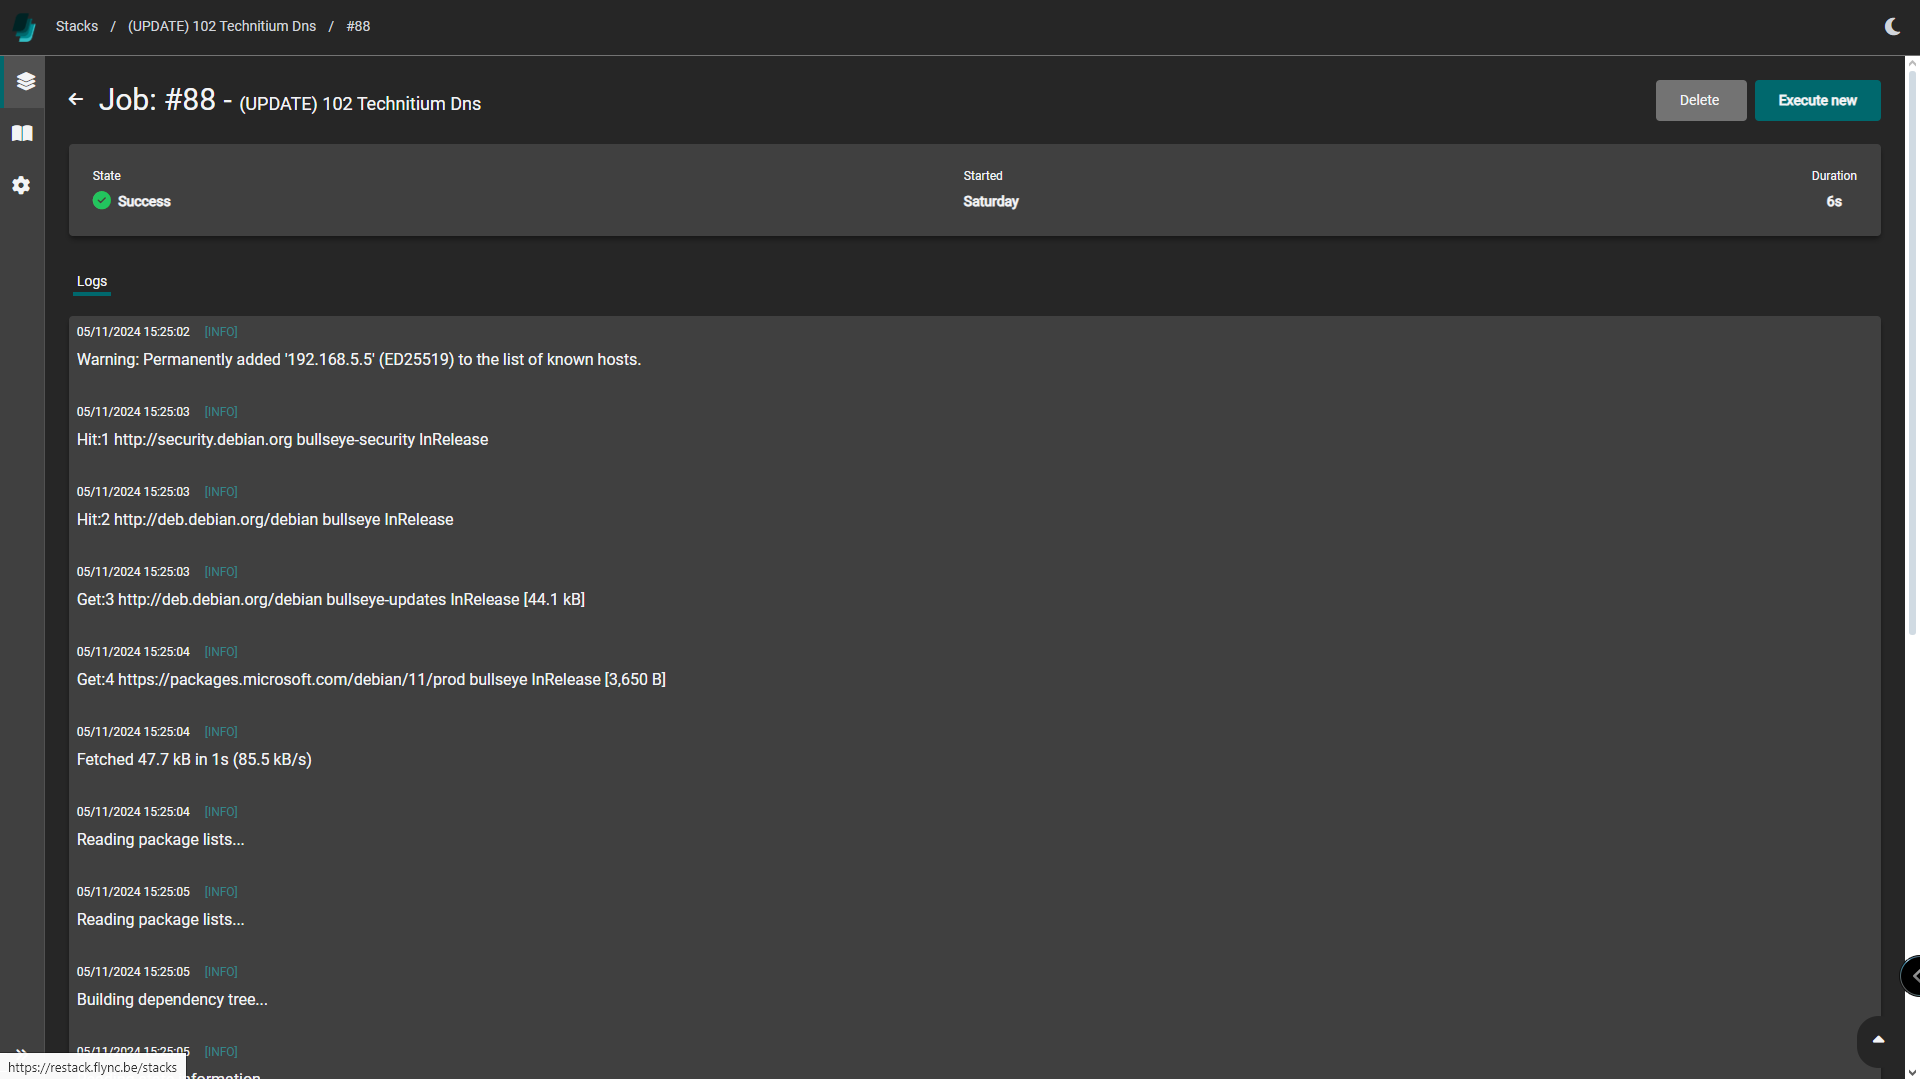 Stacks / (UPDATE) 102 Technitium Dns / #88
Job: #88 - (UPDATE) 102 Technitium Dns
Delete
Execute new
State
Success
Started
Saturday
Duration
6s
Logs
05/11/2024 15:25:02 [INFO]
Warning: Permanently added '192.168.5.5' (ED25519) to the list of known hosts.
05/11/2024 15:25:03 [INFO]
Hit:1 http://security.debian.org bullseye-security InRelease
05/11/2024 15:25:03 [INFO]
Hit:2 http://deb.debian.org/debian bullseye InRelease
05/11/2024 15:25:03 [INFO]
Get:3 http://deb.debian.org/debian bullseye-updates InRelease [44.1 kB]
05/11/2024 15:25:04 [INFO]
Get:4 https://packages.microsoft.com/debian/11/prod bullseye InRelease [3,650 B]
05/11/2024 15:25:04 [INFO]
Fetched 47.7 kB in 1s (85.5 kB/s)
05/11/2024 15:25:04 [INFO]
Reading package lists...
05/11/2024 15:25:05 [INFO]
Reading package lists...
05/11/2024 15:25:05 [INFO]
Building dependency tree...
05/11/2024 15:25:05 [INFO]
https://restack.flync.be/stacks